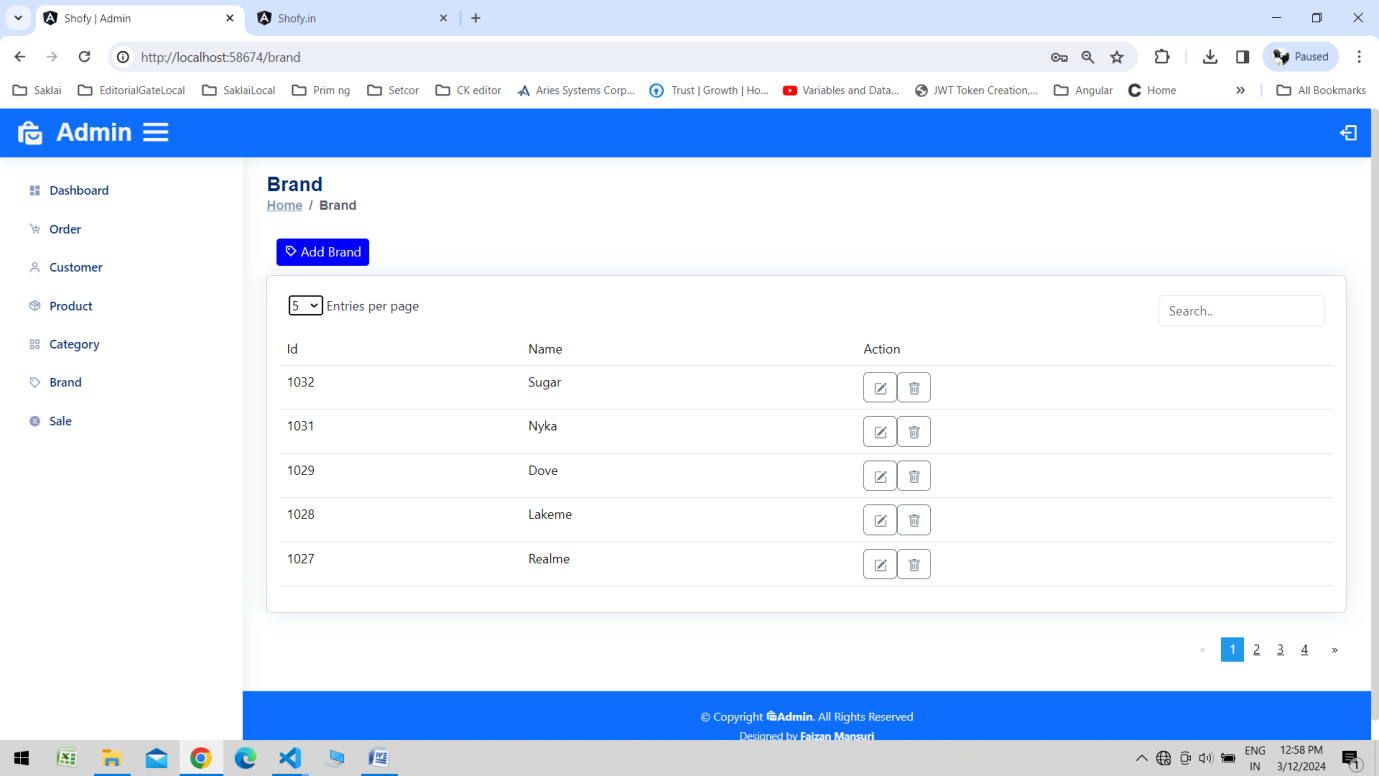 Shofy | Admin
Shofy.in
http://localhost:58674/brand
Paused
Saklai
EditorialGateLocal
SaklaiLocal
Prim ng
Setcor
CK editor
Aries Systems Corp...
Trust | Growth | Ho...
Variables and Data...
JWT Token Creation,...
Angular
Home
»
All Bookmarks
Admin
Dashboard
Order
Customer
Product
Category
Brand
Sale
Brand
Home / Brand
Add Brand
5 Entries per page
Search..
Id Name Action
1032 Sugar
1031 Nyka
1029 Dove
1028 Lakeme
1027 Realme
« 1 2 3 4 »
© Copyright Admin. All Rights Reserved
Designed by Faizan Mansuri
ENG
IN
12:58 PM
3/12/2024
1